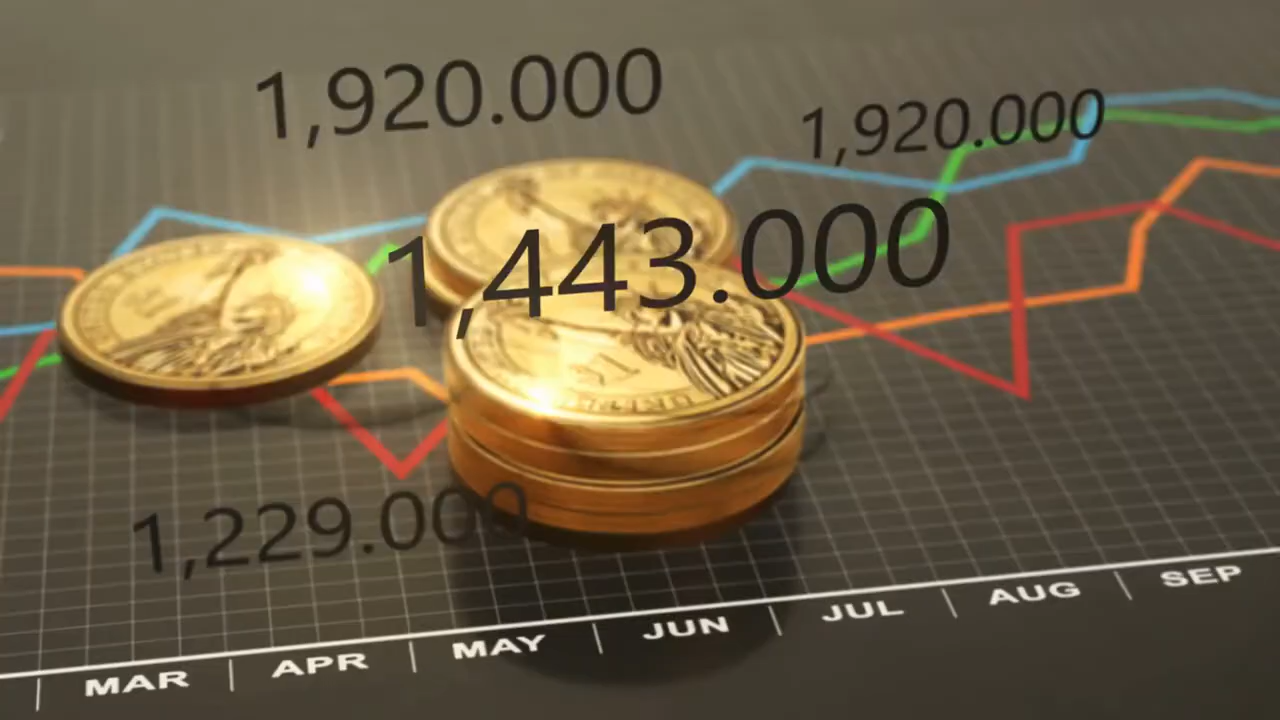 1,920.000
1,920.000
1,443.000
1,229.000
MAR | APR | MAY | JUN | JUL | AUG | SEP